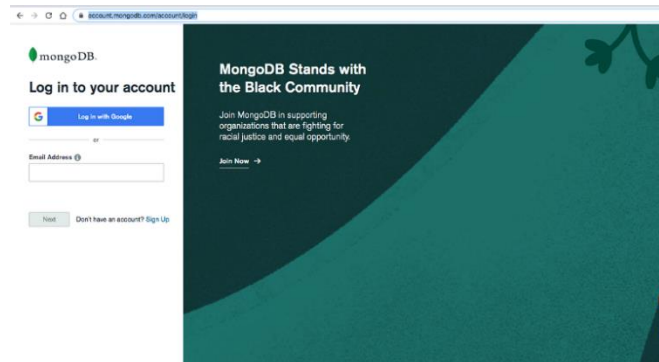 account.mongodb.com/account/login
mongoDB.
Log in to your account
G Log in with Google
or
Email Address
Next Don't have an account? Sign Up
MongoDB Stands with
the Black Community
Join MongoDB in supporting
organizations that are fighting for
racial justice and equal opportunity.
Join Now →